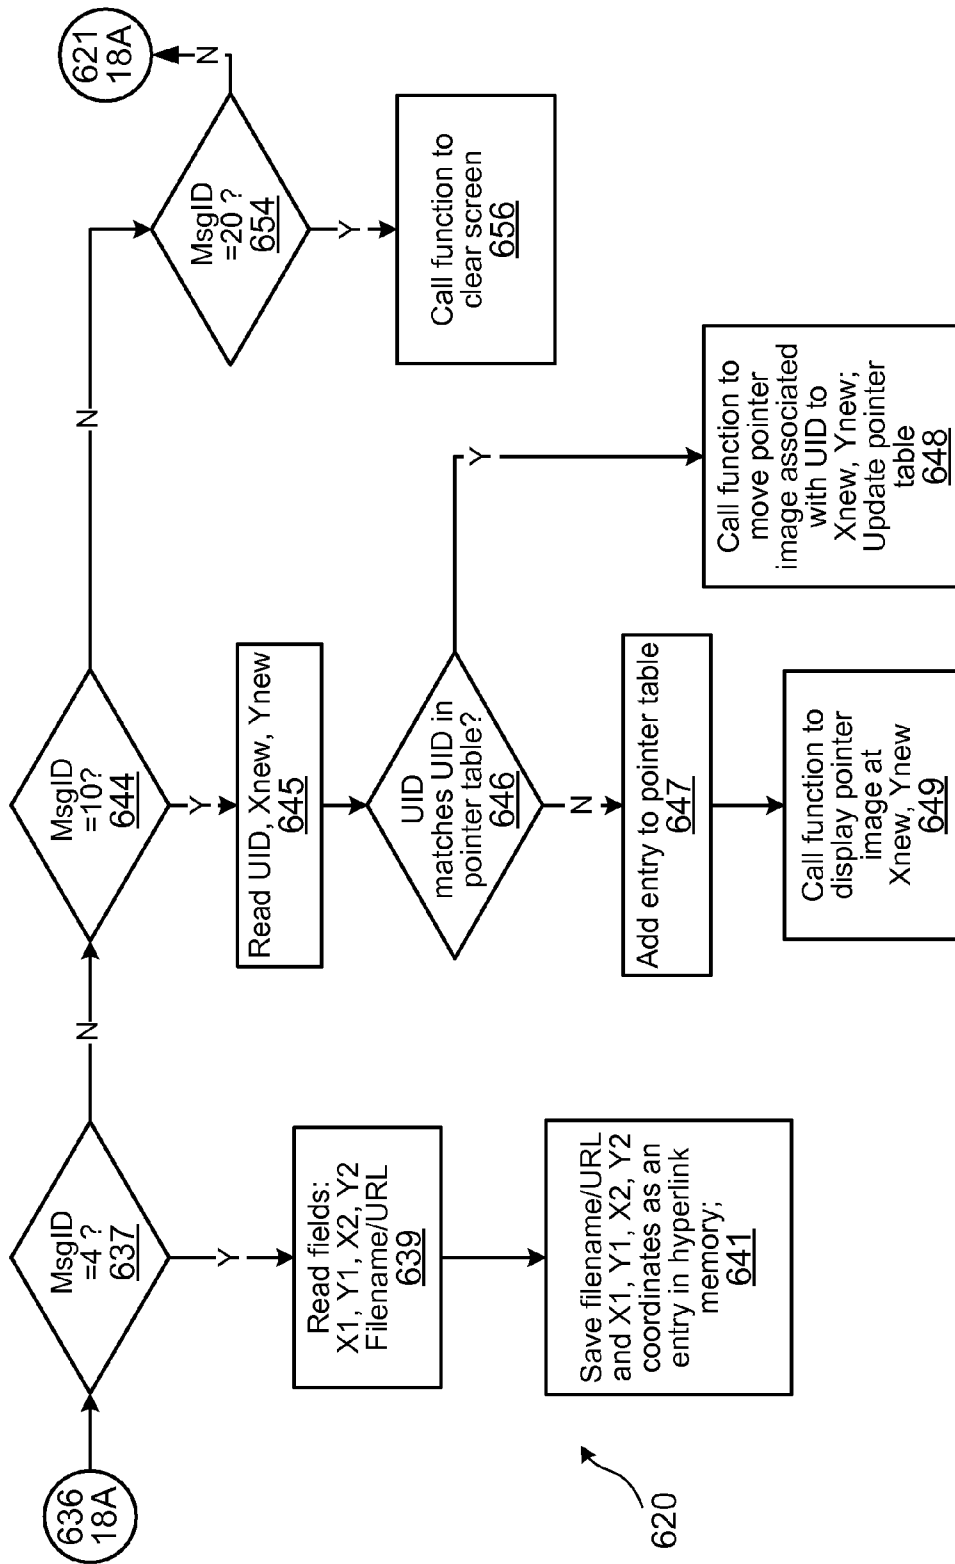 636
18A
MsgID
=4 ?
637
N
Y
Read fields:
X1, Y1, X2, Y2
Filename/URL
639
Save filename/URL
and X1, Y1, X2, Y2
coordinates as an
entry in hyperlink
memory;
641
620
MsgID
=10?
644
N
Y
Read UID, Xnew, Ynew
645
UID
matches UID in
pointer table?
646
Y
N
Add entry to pointer table
647
Call function to
display pointer
image at
Xnew, Ynew
649
Call function to
move pointer
image associated
with UID to
Xnew, Ynew;
Update pointer
table
648
MsgID
=20 ?
654
N
Y
Call function to
clear screen
656
621
18A